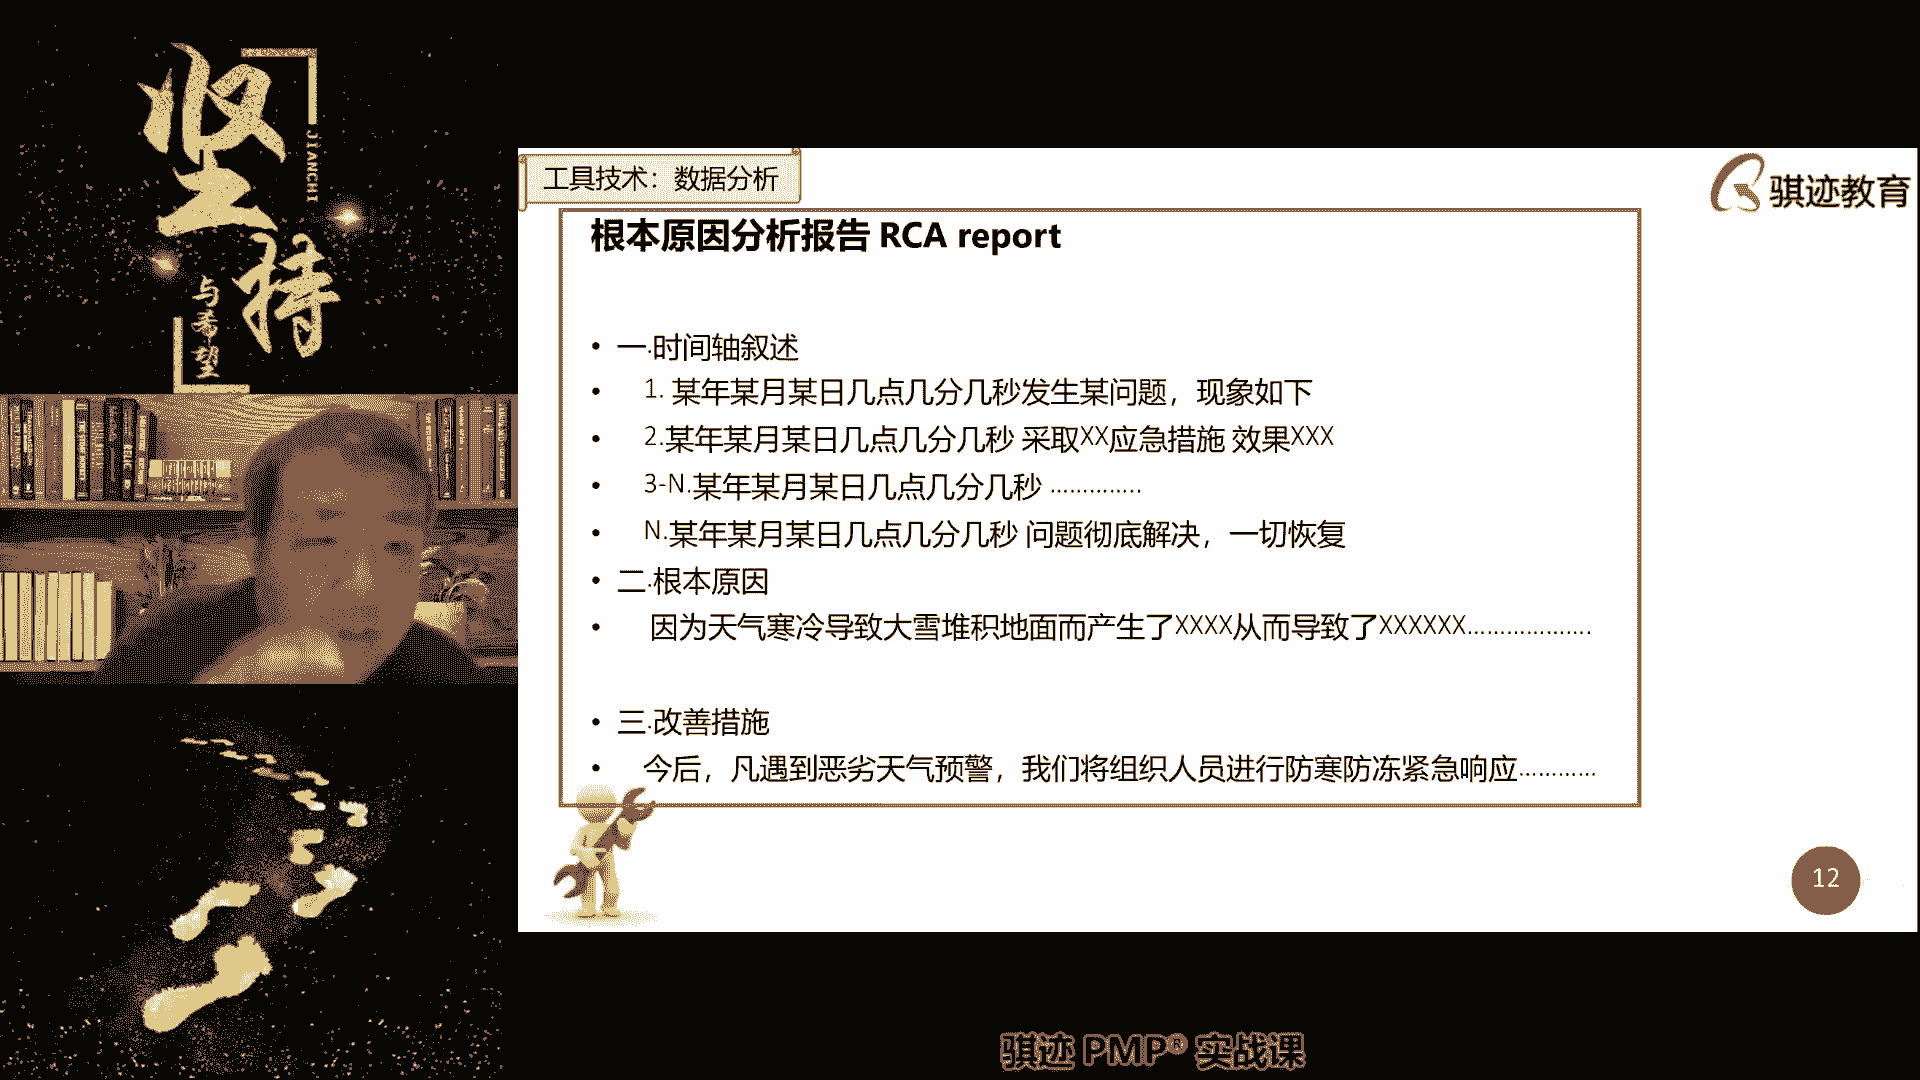 坚持
JIANCHI
与希望
工具技术：数据分析
骐迹教育
根本原因分析报告 RCA report
• 一.时间轴叙述
• 1. 某年某月某日几点几分几秒发生某问题，现象如下
• 2.某年某月某日几点几分几秒 采取XX应急措施 效果XXX
• 3-N.某年某月某日几点几分几秒 .............
• N.某年某月某日几点几分几秒 问题彻底解决，一切恢复
• 二.根本原因
• 因为天气寒冷导致大雪堆积地面而产生了XXXX从而导致了XXXXXX..................
• 三.改善措施
• 今后，凡遇到恶劣天气预警，我们将组织人员进行防寒防冻紧急响应...........
12
骐迹 PMP® 实战课